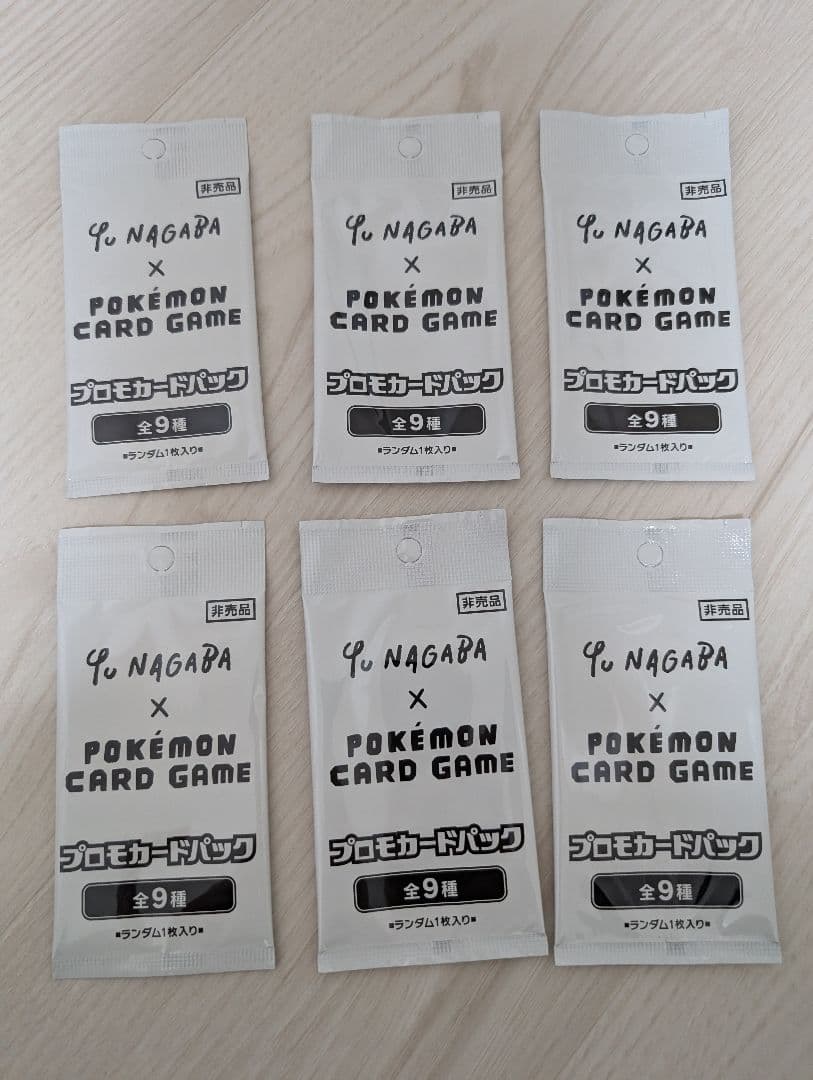 非売品
Yu NAGABA
×
POKÉMON
CARD GAME
プロモカードパック
全9種
■ランダム1枚入り■
非売品
Yu NAGABA
×
POKÉMON
CARD GAME
プロモカードパック
全9種
■ランダム1枚入り■
非売品
Yu NAGABA
×
POKÉMON
CARD GAME
プロモカードパック
全9種
■ランダム1枚入り■
非売品
Yu NAGABA
×
POKÉMON
CARD GAME
プロモカードパック
全9種
■ランダム1枚入り■
非売品
Yu NAGABA
×
POKÉMON
CARD GAME
プロモカードパック
全9種
■ランダム1枚入り■
非売品
Yu NAGABA
×
POKÉMON
CARD GAME
プロモカードパック
全9種
■ランダム1枚入り■